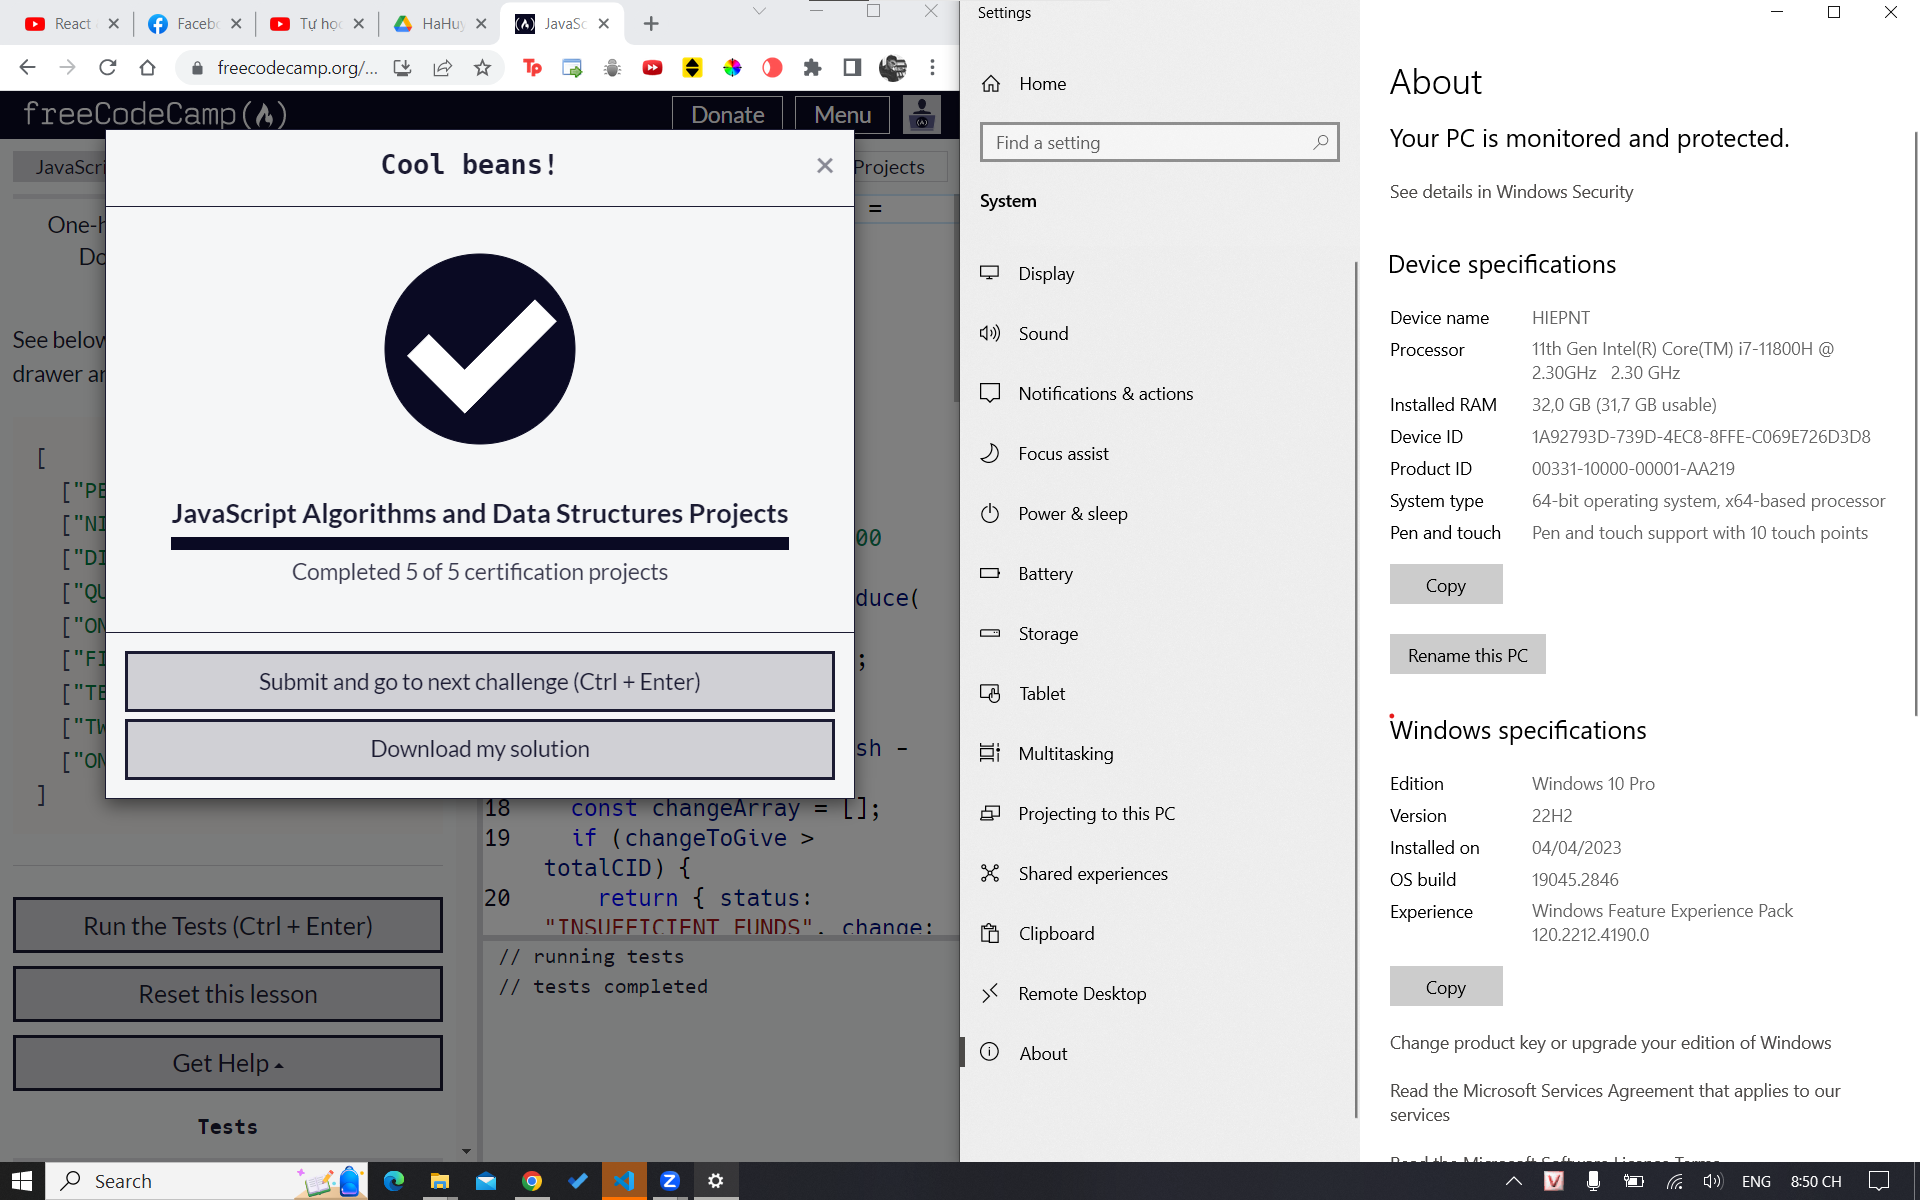 React
Faceb
Tự học
HaHuy
JavaSc
freecodecamp.org/...
Tp
freeCodeCamp
Donate
Menu
JavaScri
Projects
One-h
Do
See below
drawer ar
[
["PE
["NI
["DI
["QU
["ON
["FI
["TE
["TW
["ON
]
Cool beans!
JavaScript Algorithms and Data Structures Projects
Completed 5 of 5 certification projects
Submit and go to next challenge (Ctrl + Enter)
Download my solution
=
00
duce(
;
sh -
18 const changeArray = [];
19 if (changeToGive >
totalCID) {
20 return { status:
"INSUFFICIENT FUNDS", change:
// running tests
// tests completed
Run the Tests (Ctrl + Enter)
Reset this lesson
Get Help
Tests
Settings
Home
Find a setting
System
Display
Sound
Notifications & actions
Focus assist
Power & sleep
Battery
Storage
Tablet
Multitasking
Projecting to this PC
Shared experiences
Clipboard
Remote Desktop
About
About
Your PC is monitored and protected.
See details in Windows Security
Device specifications
Device name HIEPNT
Processor 11th Gen Intel(R) Core(TM) i7-11800H @
2.30GHz 2.30 GHz
Installed RAM 32,0 GB (31,7 GB usable)
Device ID 1A92793D-739D-4EC8-8FFE-C069E726D3D8
Product ID 00331-10000-00001-AA219
System type 64-bit operating system, x64-based processor
Pen and touch Pen and touch support with 10 touch points
Copy
Rename this PC
Windows specifications
Edition Windows 10 Pro
Version 22H2
Installed on 04/04/2023
OS build 19045.2846
Experience Windows Feature Experience Pack
120.2212.4190.0
Copy
Change product key or upgrade your edition of Windows
Read the Microsoft Services Agreement that applies to our
services
Read the Microsoft Software License Terms
Search
ENG
8:50 CH